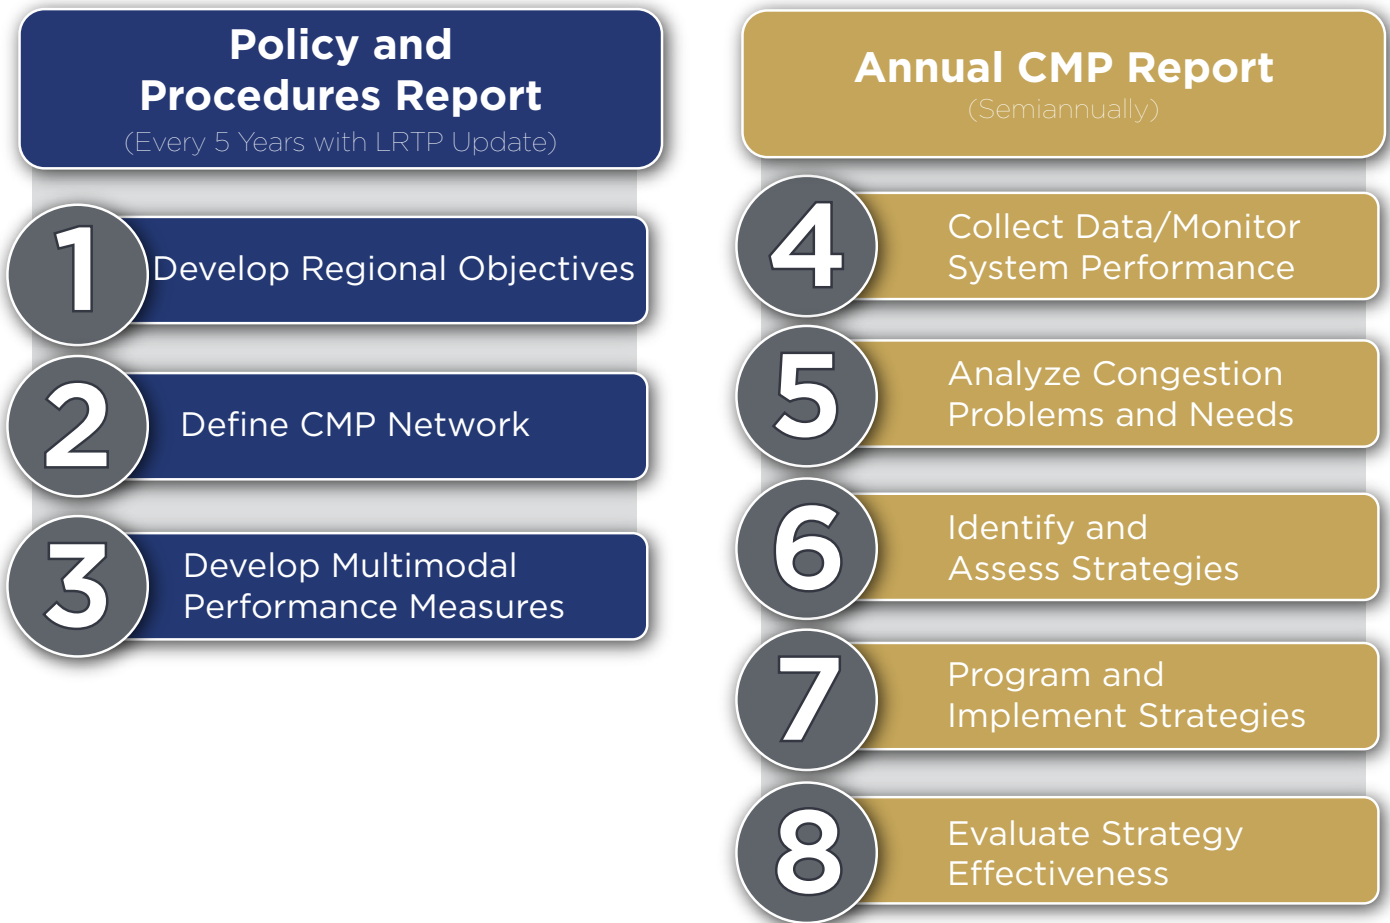 Policy and
Procedures Report
(Every 5 Years with LRTP Update)
1
Develop Regional Objectives
2
Define CMP Network
3
Develop Multimodal
Performance Measures
Annual CMP Report
(Semiannually)
4
Collect Data/Monitor
System Performance
5
Analyze Congestion
Problems and Needs
6
Identify and
Assess Strategies
7
Program and
Implement Strategies
8
Evaluate Strategy
Effectiveness